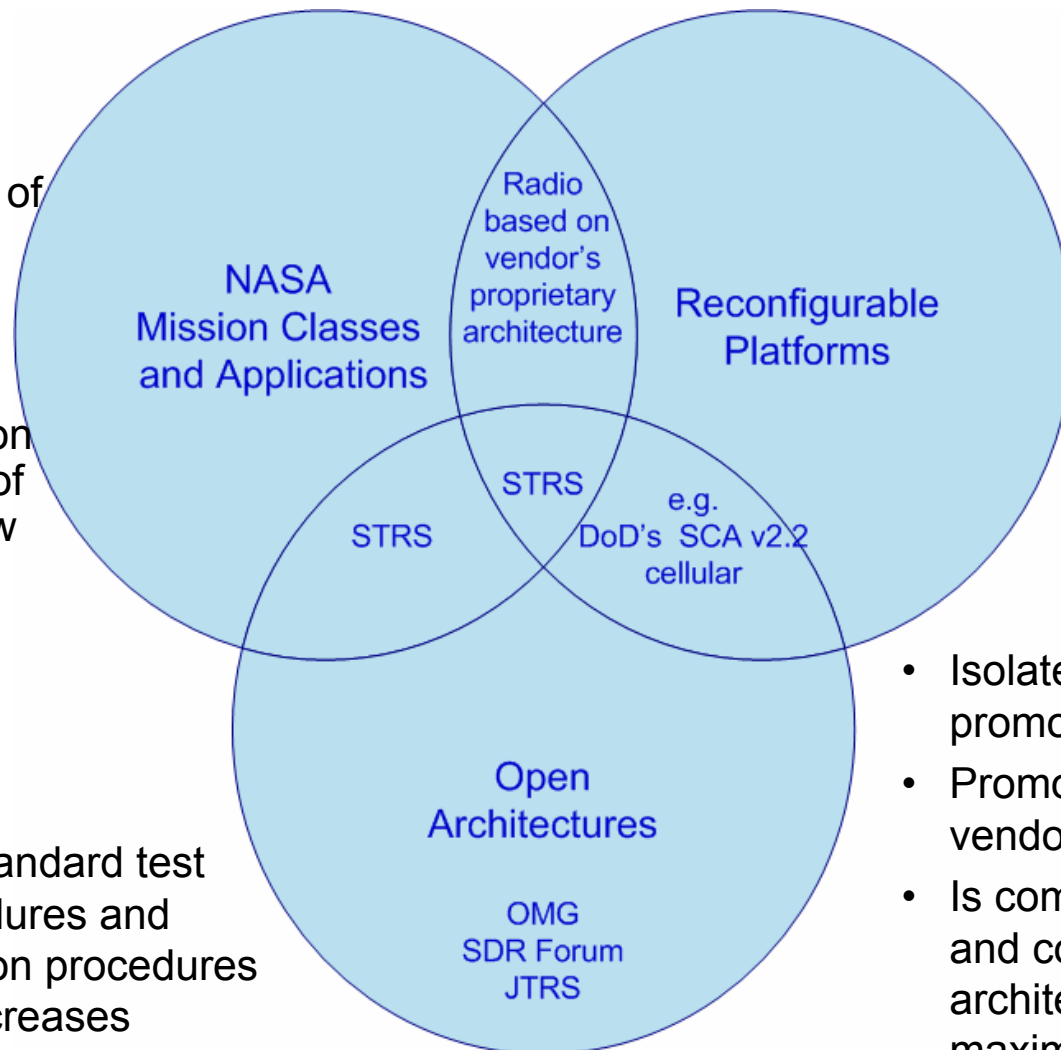 of
on
of
w
andard test
dures and
on procedures
creases
NASA
Mission Classes
and Applications
Radio
based on
vendor's
proprietary
architecture
Reconfigurable
Platforms
STRS
STRS
e.g.
DoD's SCA v2.2
cellular
Open
Architectures
OMG
SDR Forum
JTRS
• Isolate
promo
• Promo
vendo
• Is com
and co
archite